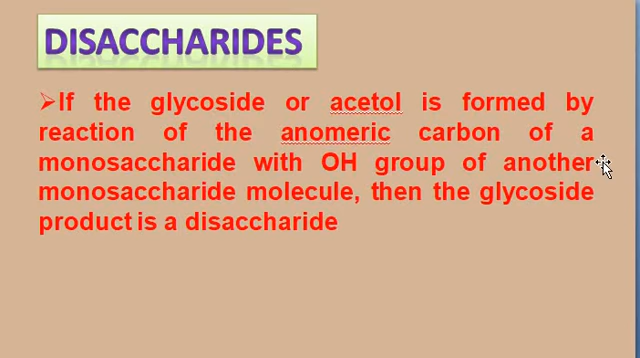 DISACCHARIDES
➢If the glycoside or acetol is formed by
reaction of the anomeric carbon of a
monosaccharide with OH group of another
monosaccharide molecule, then the glycoside
product is a disaccharide